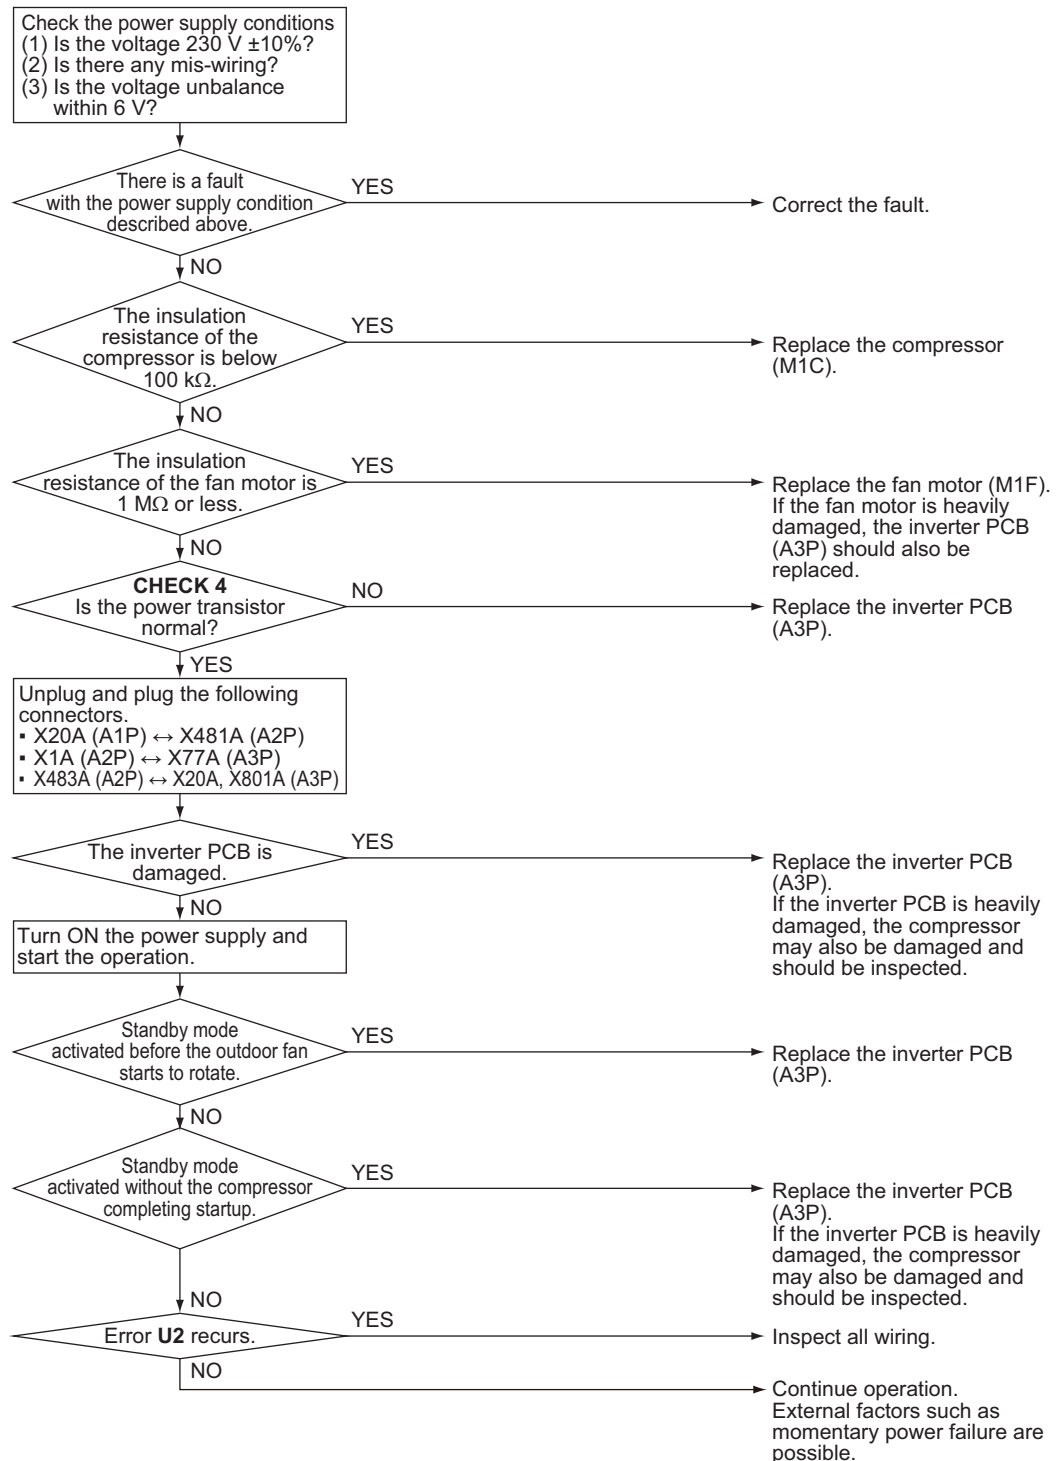 Check the power supply conditions
(1) Is the voltage 230 V ±10%?
(2) Is there any mis-wiring?
(3) Is the voltage unbalance
within 6 V?
There is a fault
with the power supply condition
described above.
YES
Correct the fault.
NO
The insulation
resistance of the
compressor is below
100 kΩ.
YES
Replace the compressor
(M1C).
NO
The insulation
resistance of the fan motor is
1 MΩ or less.
YES
Replace the fan motor (M1F).
If the fan motor is heavily
damaged, the inverter PCB
(A3P) should also be
replaced.
NO
CHECK 4
Is the power transistor
normal?
NO
Replace the inverter PCB
(A3P).
YES
Unplug and plug the following
connectors.
▪ X20A (A1P) ↔ X481A (A2P)
▪ X1A (A2P) ↔ X77A (A3P)
▪ X483A (A2P) ↔ X20A, X801A (A3P)
The inverter PCB is
damaged.
YES
Replace the inverter PCB
(A3P).
If the inverter PCB is heavily
damaged, the compressor
may also be damaged and
should be inspected.
NO
Turn ON the power supply and
start the operation.
Standby mode
activated before the outdoor fan
starts to rotate.
YES
Replace the inverter PCB
(A3P).
NO
Standby mode
activated without the compressor
completing startup.
YES
Replace the inverter PCB
(A3P).
If the inverter PCB is heavily
damaged, the compressor
may also be damaged and
should be inspected.
NO
Error U2 recurs.
YES
Inspect all wiring.
NO
Continue operation.
External factors such as
momentary power failure are
possible.